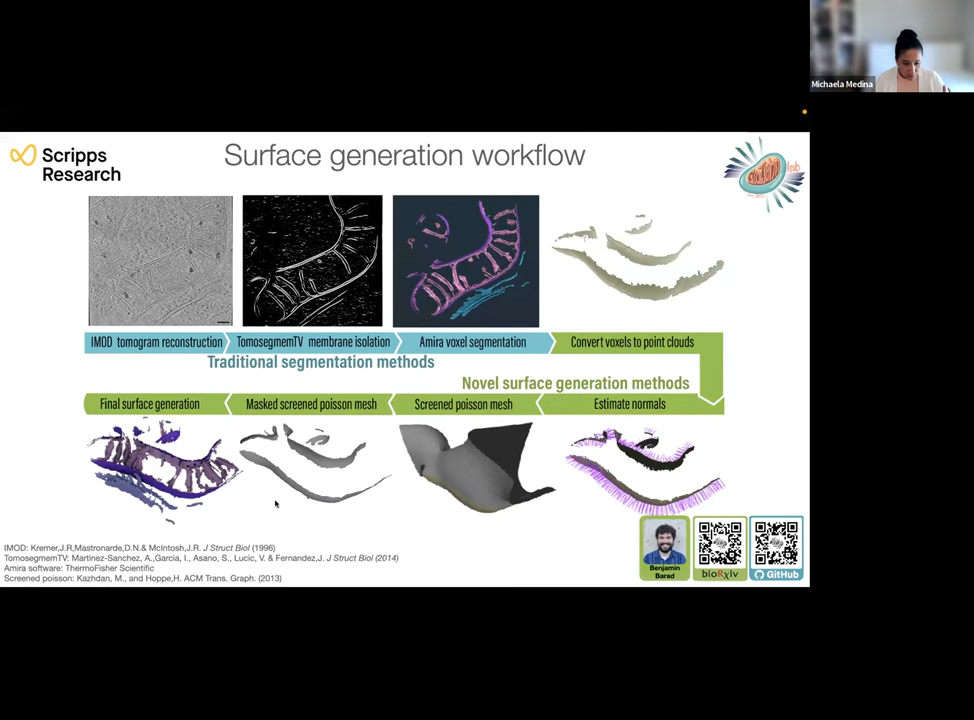 Michaela Medina
Scripps
Research
Surface generation workflow
lab
IMOD tomogram reconstruction
TomosegmemTV membrane isolation
Amira voxel segmentation
Convert voxels to point clouds
Traditional segmentation methods
Novel surface generation methods
Final surface generation
Masked screened poisson mesh
Screened poisson mesh
Estimate normals
IMOD: Kremer,J.R,Mastronarde,D.N.& McIntosh,J.R. J Struct Biol (1996)
TomosegmemTV: Martinez-Sanchez, A.,Garcia, I., Asano, S., Lucic, V. & Fernandez,J. J Struct Biol (2014)
Amira software: ThermoFisher Scientific
Screened poisson: Kazhdan, M., and Hoppe,H. ACM Trans. Graph. (2013)
Benjamin
Barad
bioRxiv
GitHub